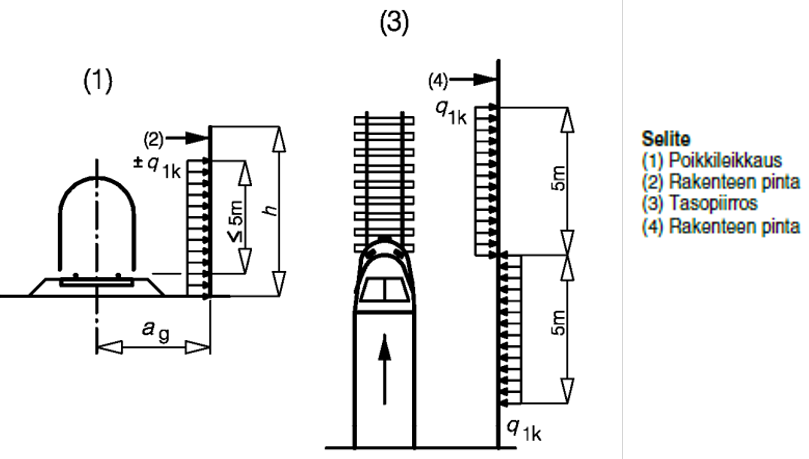 (1)
(2)
± q1k
≤ 5m
h
ag
(3)
(4)
q1k
5m
5m
q1k
Selite
(1) Poikkileikkaus
(2) Rakenteen pinta
(3) Tasopiirros
(4) Rakenteen pinta